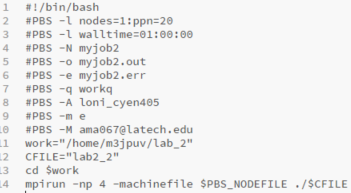 1 #!/bin/bash
2 #PBS -l nodes=1:ppn=20
3 #PBS -l walltime=01:00:00
4 #PBS -N myjob2
5 #PBS -o myjob2.out
6 #PBS -e myjob2.err
7 #PBS -q workq
8 #PBS -A loni_cyen405
9 #PBS -m e
10 #PBS -M ama067@latech.edu
11 work="/home/m3jpuv/lab_2"
12 CFILE="lab2_2"
13 cd $work
14 mpirun -np 4 -machinefile $PBS_NODEFILE ./$CFILE